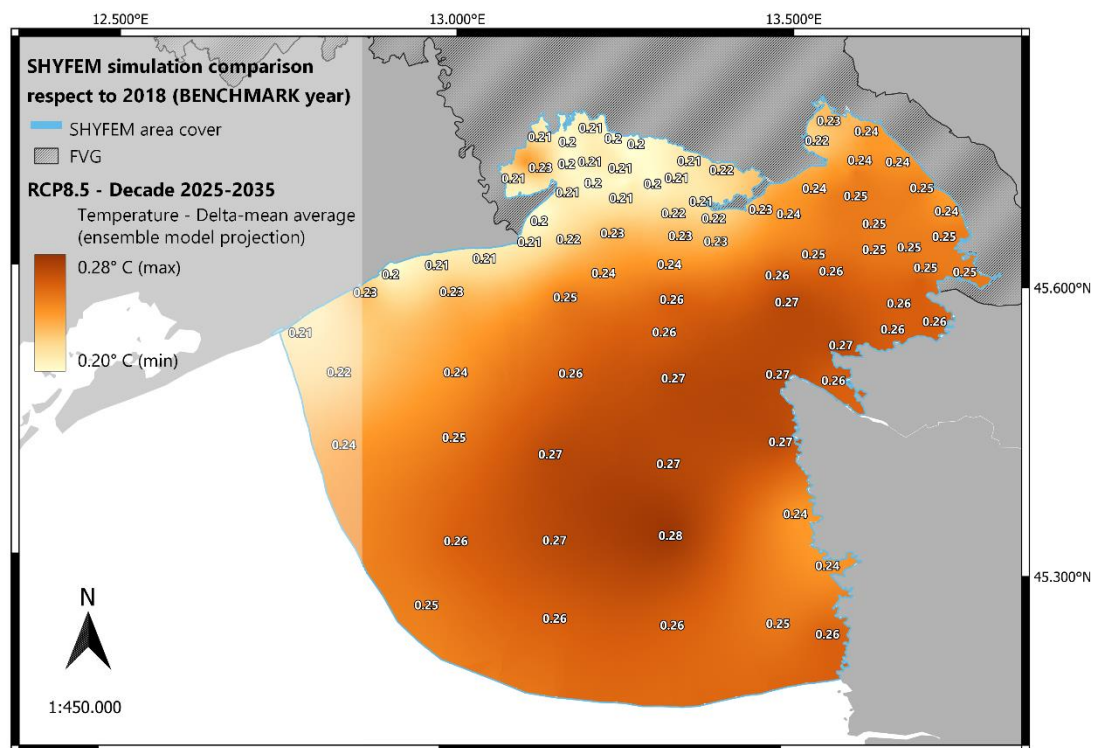 12.500°E 13.000°E 13.500°E
SHYFEM simulation comparison
respect to 2018 (BENCHMARK year)
SHYFEM area cover
FVG
RCP8.5 - Decade 2025-2035
Temperature - Delta-mean average
(ensemble model projection)
0.28° C (max)
0.20° C (min)
0.23
0.24
0.22
0.21 0.21
0.2 0.2 0.2
0.24 0.24
0.23 0.2 0.21 0.21 0.21 0.22
0.21 0.2 0.2 0.21
0.21 0.21 0.24 0.25 0.25
0.21 0.23 0.24 0.24
0.2 0.22 0.22
0.21 0.22 0.23 0.23 0.23 0.25 0.25
0.25 0.25 0.25
0.2 0.21 0.21 0.24 0.24 0.26 0.26 0.25 0.25
45.600°N
0.23 0.23 0.25 0.26 0.27 0.26
0.21 0.26 0.26 0.26
0.27
0.22 0.24 0.26 0.27 0.27 0.26
0.24 0.25 0.27 0.27 0.27
0.24
0.26 0.27 0.28
0.24
45.300°N
0.25 0.26 0.26 0.25 0.26
N
1:450.000